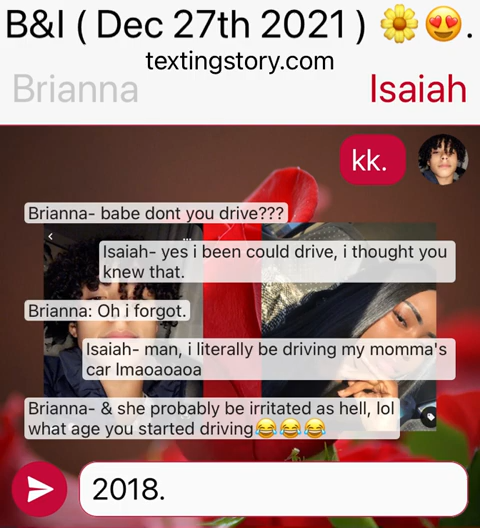 B&I ( Dec 27th 2021 ) 🌼😍.
textingstory.com
Brianna Isaiah
kk.
Brianna- babe dont you drive???
Isaiah- yes i been could drive, i thought you
knew that.
Brianna: Oh i forgot.
Isaiah- man, i literally be driving my momma's
car lmaoaoaoa
Brianna- & she probably be irritated as hell, lol
what age you started driving😂😂😂
2018.